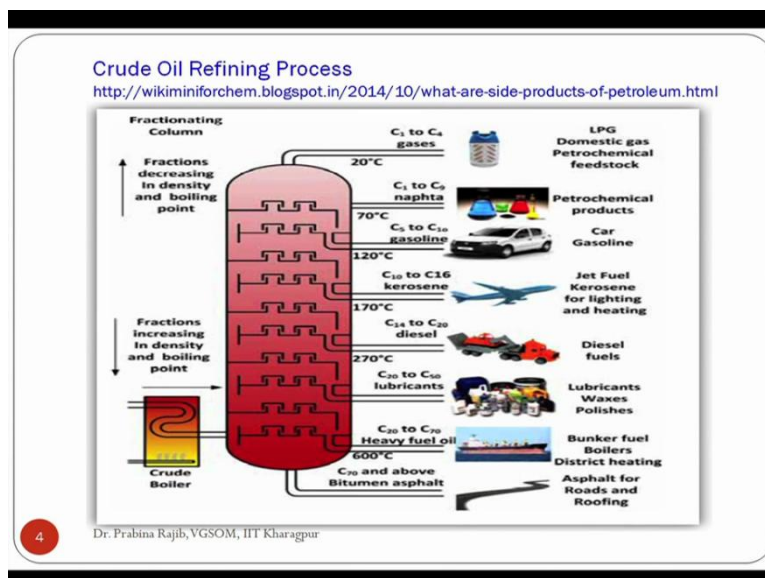 Crude Oil Refining Process
http://wikiminiforchem.blogspot.in/2014/10/what-are-side-products-of-petroleum.html
Fractionating
Column
Fractions
decreasing
In density
and boiling
point
Fractions
increasing
In density
and boiling
point
Crude
Boiler
C₁ to C₄
gases
20°C
LPG
Domestic gas
Petrochemical
feedstock
C₁ to C₉
naphta
70°C
Petrochemical
products
C₅ to C₁₀
gasoline
120°C
Car
Gasoline
C₁₀ to C16
kerosene
170°C
Jet Fuel
Kerosene
for lighting
and heating
C₁₄ to C₂₀
diesel
270°C
Diesel
fuels
C₂₀ to C₅₀
lubricants
Lubricants
Waxes
Polishes
C₂₀ to C₇₀
Heavy fuel oil
600°C
Bunker fuel
Boilers
District heating
C₇₀ and above
Bitumen asphalt
Asphalt for
Roads and
Roofing
4
Dr. Prabina Rajib, VGSOM, IIT Kharagpur